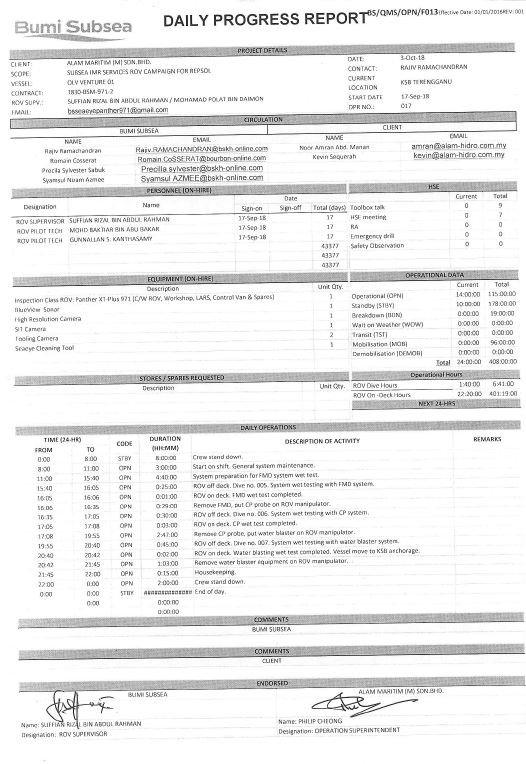 Bumi Subsea
DAILY PROGRESS REPORT
BS/QMS/OPN/F013 Effective Date: 01/01/2016 REV: 001
PROJECT DETAILS
CLIENT: ALAM MARITIM (M) SDN.BHD. DATE: 3-Oct-18
SCOPE: SUBSEA IMR SERVICES ROV CAMPAIGN FOR REPSOL CONTACT: RAJIV RAMACHANDRAN
VESSEL: OLV VENTURE 01 CURRENT LOCATION KSB TERENGGANU
CONTRACT: 1830-BSM-971-2
ROV SUPV.: SUFFIAN RIZAL BIN ABDUL RAHMAN / MOHAMAD POLAT BIN DAIMON START DATE 17-Sep-18
EMAIL: bsseaeyepanther971@gmail.com DPR NO.: 017
CIRCULATION
BUMI SUBSEA CLIENT
NAME EMAIL NAME EMAIL
Rajiv Ramachandran Rajiv.RAMACHANDRAN@bskh-online.com Noor Amran Abd. Manan amran@alam-hidro.com.my
Romain Cosserat Romain.CoSSERAT@bourbon-online.com Kevin Sequerah kevin@alam-hidro.com.my
Precilla Sylvester Sabuk Precilla.sylvester@bskh-online.com
Syamsul Nizam Azmee Syamsul.AZMEE@bskh-online.com
PERSONNEL (ON-HIRE) HSE
Designation Name Date Current Total
Sign-on Sign-off Total (days) Toolbox talk 0 9
ROV SUPERVISOR SUFFIAN RIZAL BIN ABDUL RAHMAN 17-Sep-18 17 HSE meeting 0 7
ROV PILOT TECH MOHD BAKTIAR BIN ABU BAKAR 17-Sep-18 17 RA 0 0
ROV PILOT TECH GUNNALLAN S. KANTHASAMY 17-Sep-18 17 Emergency drill 0 0
43377 Safety Observation 0 0
43377
43377
EQUIPMENT (ON-HIRE) OPERATIONAL DATA
Description Unit Qty. Current Total
Inspection Class ROV: Panther XT-Plus 971 (C/W ROV, Workshop, LARS, Control Van & Spares) 1 Operational (OPN) 14:00:00 115:00:00
BlueView Sonar 1 Standby (STBY) 10:00:00 178:00:00
High Resolution Camera 1 Breakdown (BDN) 0:00:00 19:00:00
SIT Camera 1 Wait on Weather (WOW) 0:00:00 0:00:00
Tooling Camera 2 Transit (TST) 0:00:00 0:00:00
Seaeye Cleaning Tool 1 Mobilisation (MOB) 0:00:00 96:00:00
Demobilisation (DEMOB) 0:00:00 0:00:00
Total 24:00:00 408:00:00
STORES / SPARES REQUESTED Operational Hours
Description Unit Qty. ROV Dive Hours 1:40:00 6:41:00
ROV On -Deck Hours 22:20:00 401:19:00
NEXT 24-HRS
DAILY OPERATIONS
TIME (24-HR) CODE DURATION (HH:MM) DESCRIPTION OF ACTIVITY REMARKS
FROM TO
0:00 8:00 STBY 8:00:00 Crew stand down.
8:00 11:00 OPN 3:00:00 Start on shift. General system maintenance.
11:00 15:40 OPN 4:40:00 System preparation for FMD system wet test.
15:40 16:05 OPN 0:25:00 ROV off deck. Dive no. 005. System wet testing with FMD system.
16:05 16:06 OPN 0:01:00 ROV on deck. FMD wet test completed.
16:06 16:35 OPN 0:29:00 Remove FMD, put CP probe on ROV manipulator.
16:35 17:05 OPN 0:30:00 ROV off deck. Dive no. 006. System wet testing with CP system.
17:05 17:08 OPN 0:03:00 ROV on deck. CP wet test completed.
17:08 19:55 OPN 2:47:00 Remove CP probe, put water blaster on ROV manipulator.
19:55 20:40 OPN 0:45:00 ROV off deck. Dive no. 007. System wet testing with water blaster system.
20:40 20:42 OPN 0:02:00 ROV on deck. Water blasting wet test completed. Vessel move to KSB anchorage.
20:42 21:45 OPN 1:03:00 Remove water blaster equipment on ROV manipulator.
21:45 22:00 OPN 0:15:00 Housekeeping.
22:00 0:00 OPN 2:00:00 Crew stand down.
0:00 0:00 STBY ############## End of day.
0:00 0:00:00
0:00:00
COMMENTS
BUMI SUBSEA
COMMENTS
CLIENT
ENDORSED
BUMI SUBSEA ALAM MARITIM (M) SDN.BHD.
Name: SUFFIAN RIZAL BIN ABDUL RAHMAN Name: PHILIP CHEONG
Designation: ROV SUPERVISOR Designation: OPERATION SUPERINTENDENT